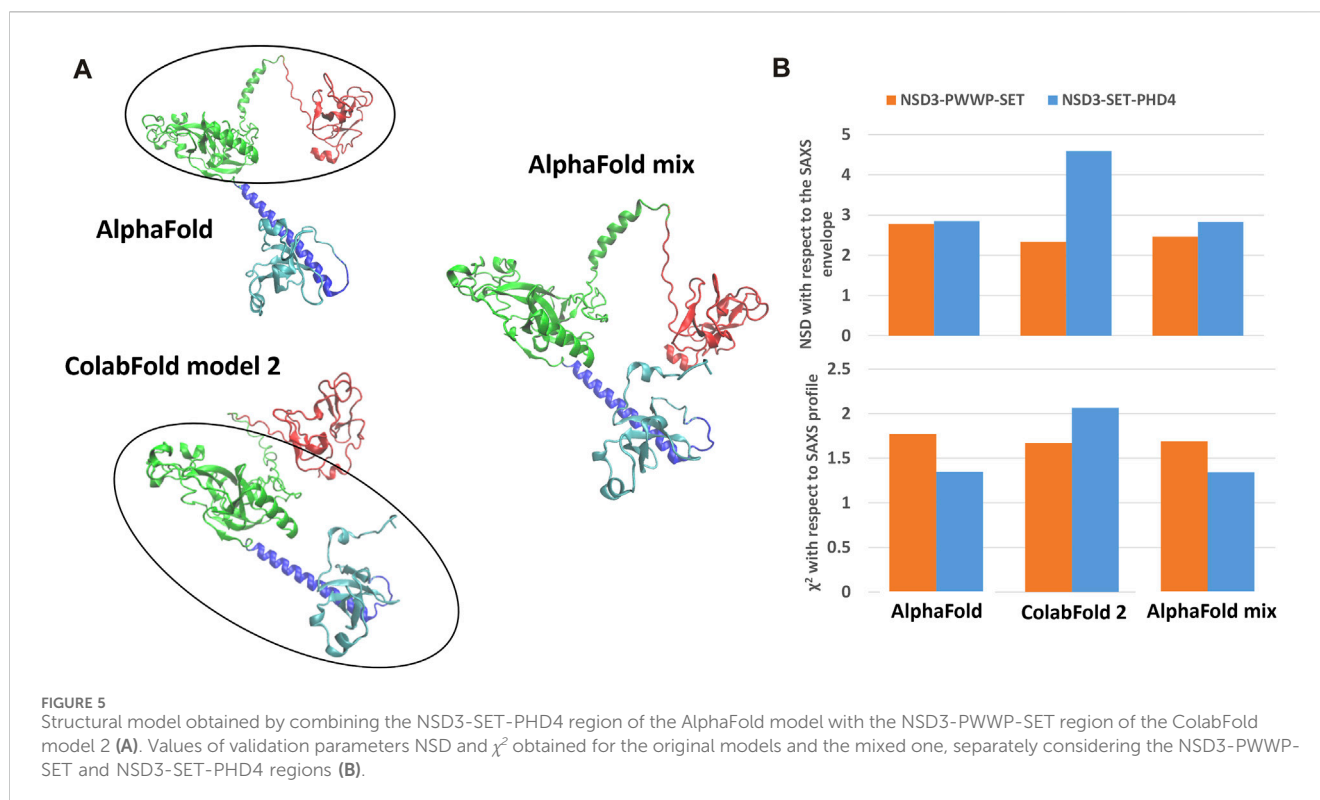 A
AlphaFold
ColabFold model 2
AlphaFold mix
B
NSD3-PWWP-SET NSD3-SET-PHD4
NSD with respect to the SAXS
envelope
5
4
3
2
1
0
χ² with respect to SAXS profile
2.5
2
1.5
1
0.5
0
AlphaFold ColabFold 2 AlphaFold mix
FIGURE 5
Structural model obtained by combining the NSD3-SET-PHD4 region of the AlphaFold model with the NSD3-PWWP-SET region of the ColabFold
model 2 (A). Values of validation parameters NSD and χ² obtained for the original models and the mixed one, separately considering the NSD3-PWWP-
SET and NSD3-SET-PHD4 regions (B).